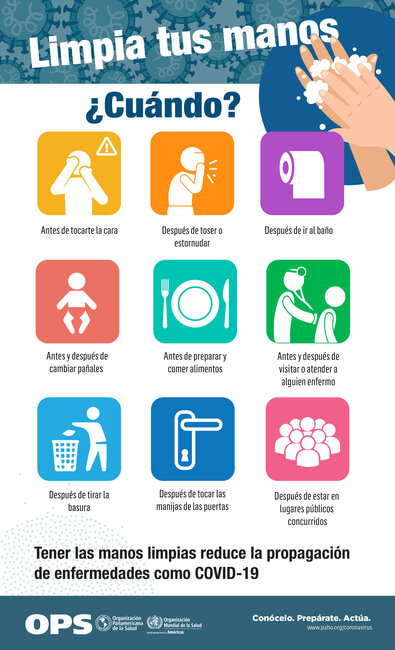 Limpia tus manos
¿Cuándo?
Antes de tocarte la cara
Después de toser o
estornudar
Después de ir al baño
Antes y después de
cambiar pañales
Antes de preparar y
comer alimentos
Antes y después de
visitar o atender a
alguien enfermo
Después de tirar la
basura
Después de tocar las
manijas de las puertas
Después de estar en
lugares públicos
concurridos
Tener las manos limpias reduce la propagación
de enfermedades como COVID-19
OPS
Organización
Panamericana
de la Salud
Organización
Mundial de la Salud
Américas
Conócelo. Prepárate. Actúa.
www.paho.org/coronavirus